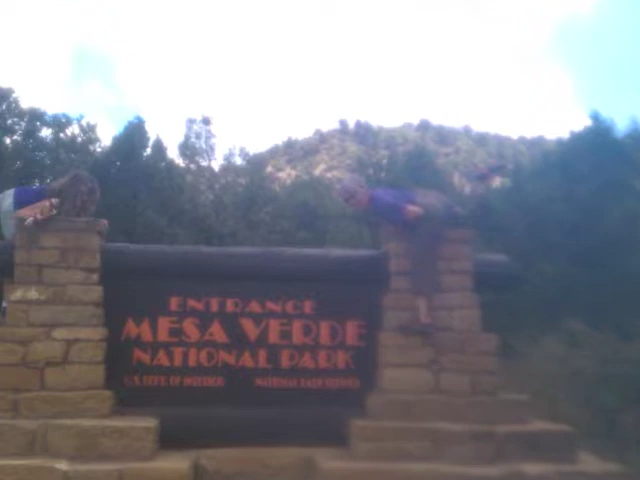 ENTRANCE
MESA VERDE
NATIONAL PARK
U.S. DEPT. OF INTERIOR NATIONAL PARK SERVICE